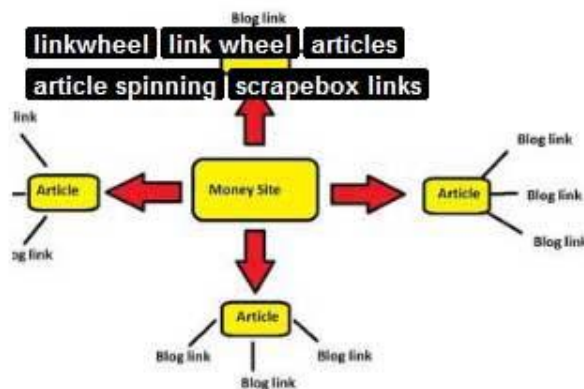 Blog link
linkwheel link wheel articles
article spinning scrapebox links
link
Blog link
Article
Money Site
Article
Blog link
og link
Blog link
Article
Blog link
Blog link
Blog link